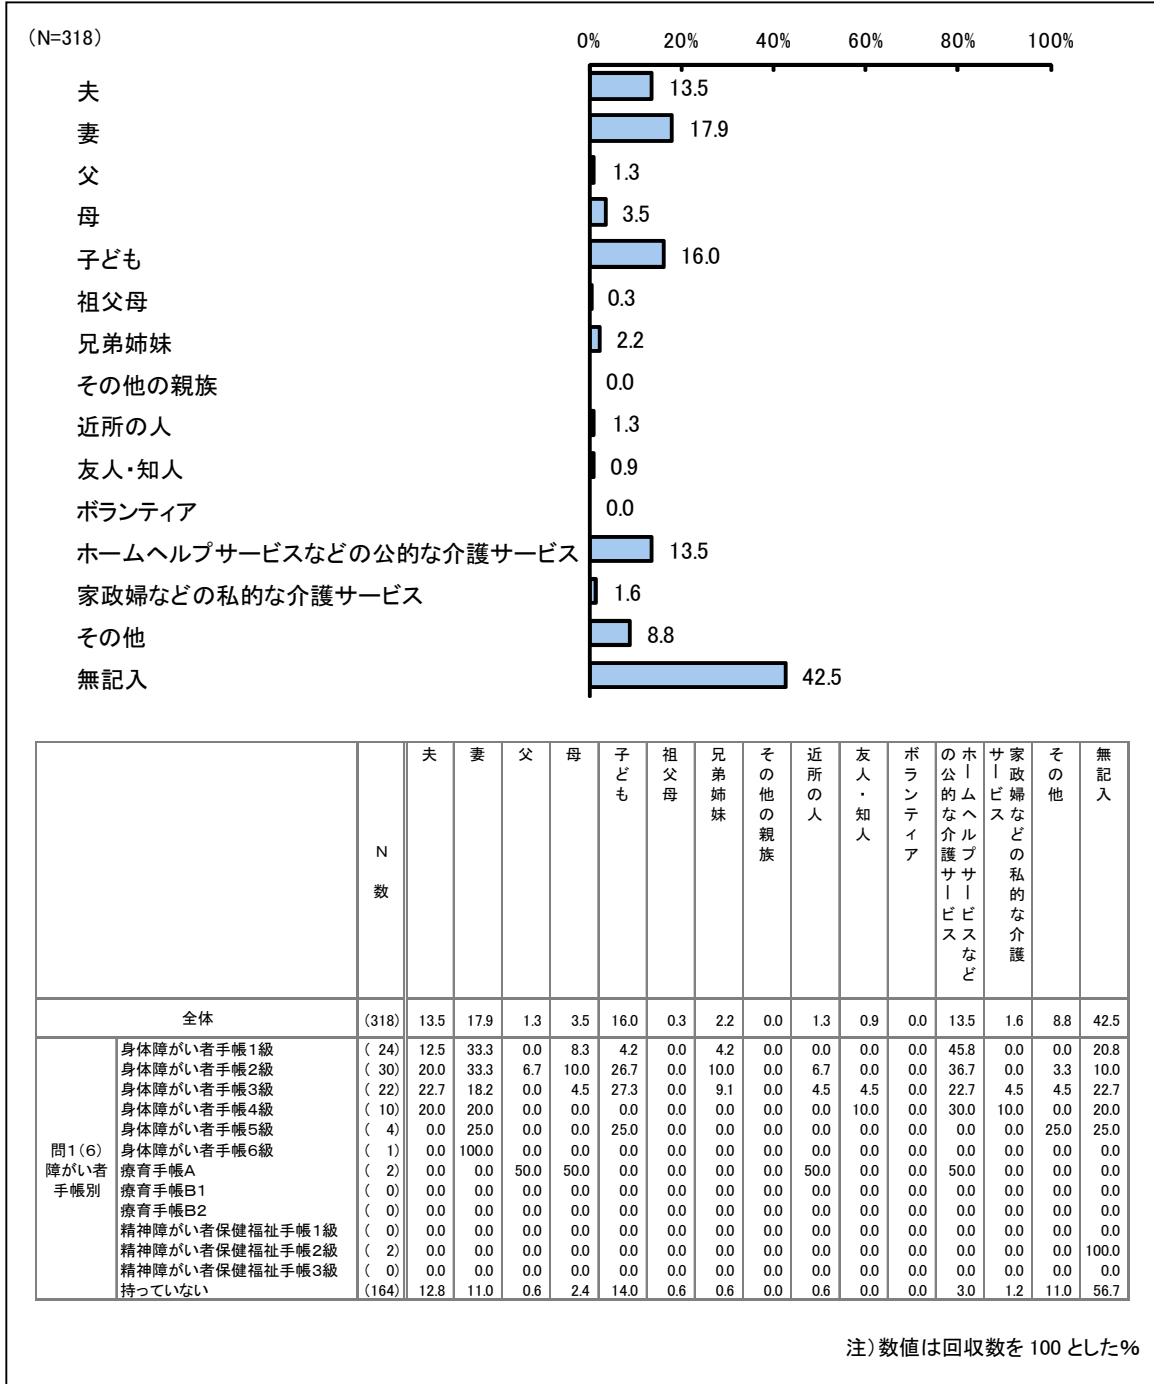 (N=318)
0% 20% 40% 60% 80% 100%
夫 13.5
妻 17.9
父 1.3
母 3.5
子ども 16.0
祖父母 0.3
兄弟姉妹 2.2
その他の親族 0.0
近所の人 1.3
友人・知人 0.9
ボランティア 0.0
ホームヘルプサービスなどの公的な介護サービス 13.5
家政婦などの私的な介護サービス 1.6
その他 8.8
無記入 42.5
N数 夫 妻 父 母 子ども 祖父母 兄弟姉妹 その他の親族 近所の人 友人・知人 ボランティア ホームヘルプサービスなどの公的な介護サービス 家政婦などの私的な介護サービス その他 無記入
全体 (318) 13.5 17.9 1.3 3.5 16.0 0.3 2.2 0.0 1.3 0.9 0.0 13.5 1.6 8.8 42.5
問1(6)
障がい者
手帳別
身体障がい者手帳1級 ( 24) 12.5 33.3 0.0 8.3 4.2 0.0 4.2 0.0 0.0 0.0 0.0 45.8 0.0 0.0 20.8
身体障がい者手帳2級 ( 30) 20.0 33.3 6.7 10.0 26.7 0.0 10.0 0.0 6.7 0.0 0.0 36.7 0.0 3.3 10.0
身体障がい者手帳3級 ( 22) 22.7 18.2 0.0 4.5 27.3 0.0 9.1 0.0 4.5 4.5 0.0 22.7 4.5 4.5 22.7
身体障がい者手帳4級 ( 10) 20.0 20.0 0.0 0.0 0.0 0.0 0.0 0.0 0.0 10.0 0.0 30.0 10.0 0.0 20.0
身体障がい者手帳5級 ( 4) 0.0 25.0 0.0 0.0 25.0 0.0 0.0 0.0 0.0 0.0 0.0 0.0 0.0 25.0 25.0
身体障がい者手帳6級 ( 1) 0.0 100.0 0.0 0.0 0.0 0.0 0.0 0.0 0.0 0.0 0.0 0.0 0.0 0.0 0.0
療育手帳A ( 2) 0.0 0.0 50.0 50.0 0.0 0.0 0.0 0.0 50.0 0.0 0.0 50.0 0.0 0.0 0.0
療育手帳B1 ( 0) 0.0 0.0 0.0 0.0 0.0 0.0 0.0 0.0 0.0 0.0 0.0 0.0 0.0 0.0 0.0
療育手帳B2 ( 0) 0.0 0.0 0.0 0.0 0.0 0.0 0.0 0.0 0.0 0.0 0.0 0.0 0.0 0.0 0.0
精神障がい者保健福祉手帳1級 ( 0) 0.0 0.0 0.0 0.0 0.0 0.0 0.0 0.0 0.0 0.0 0.0 0.0 0.0 0.0 0.0
精神障がい者保健福祉手帳2級 ( 2) 0.0 0.0 0.0 0.0 0.0 0.0 0.0 0.0 0.0 0.0 0.0 0.0 0.0 0.0 100.0
精神障がい者保健福祉手帳3級 ( 0) 0.0 0.0 0.0 0.0 0.0 0.0 0.0 0.0 0.0 0.0 0.0 0.0 0.0 0.0 0.0
持っていない (164) 12.8 11.0 0.6 2.4 14.0 0.6 0.6 0.0 0.6 0.0 0.0 3.0 1.2 11.0 56.7
注)数値は回収数を 100 とした%